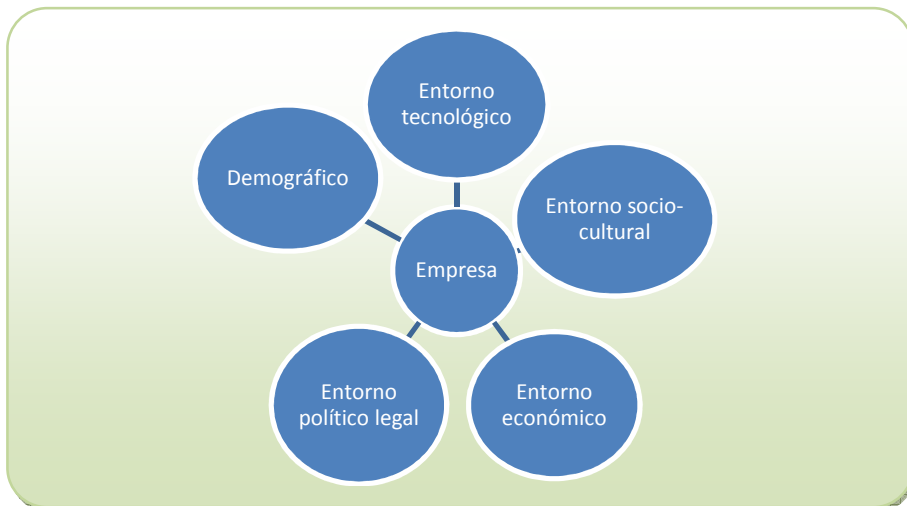 Entorno
tecnológico
Demográfico
Entorno socio-
cultural
Empresa
Entorno
político legal
Entorno
económico